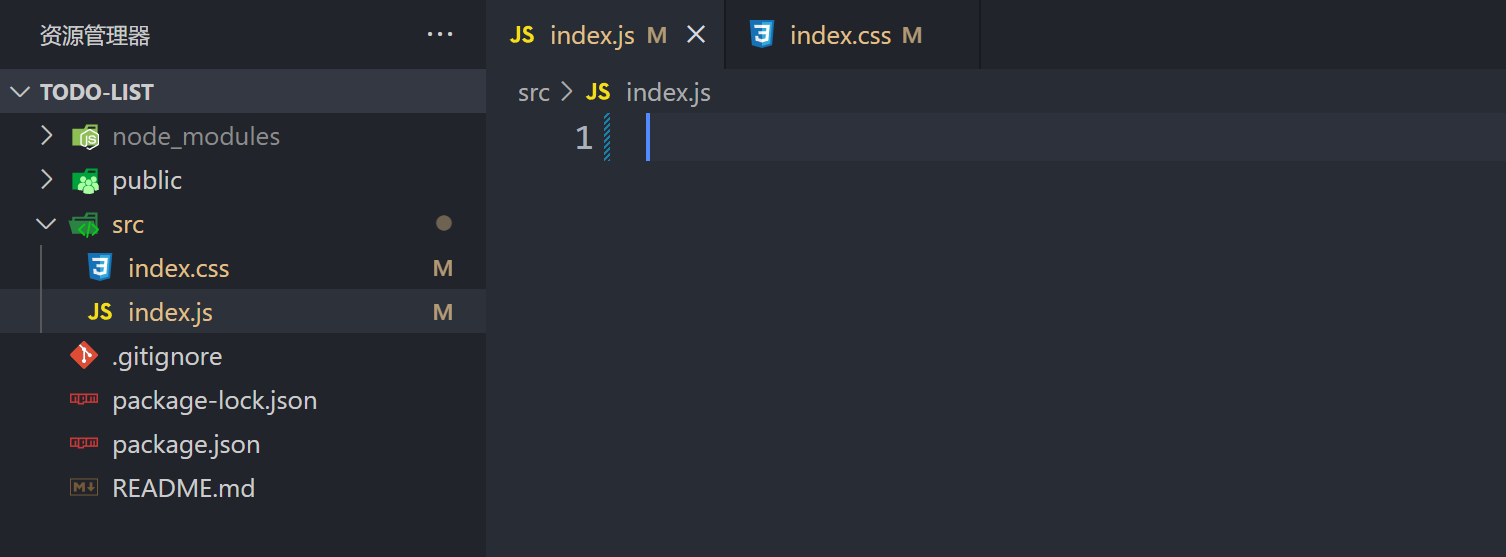 资源管理器 ···
TODO-LIST
node_modules
public
src
index.css M
index.js M
.gitignore
package-lock.json
package.json
README.md
JS index.js M
index.css M
src > JS index.js
1